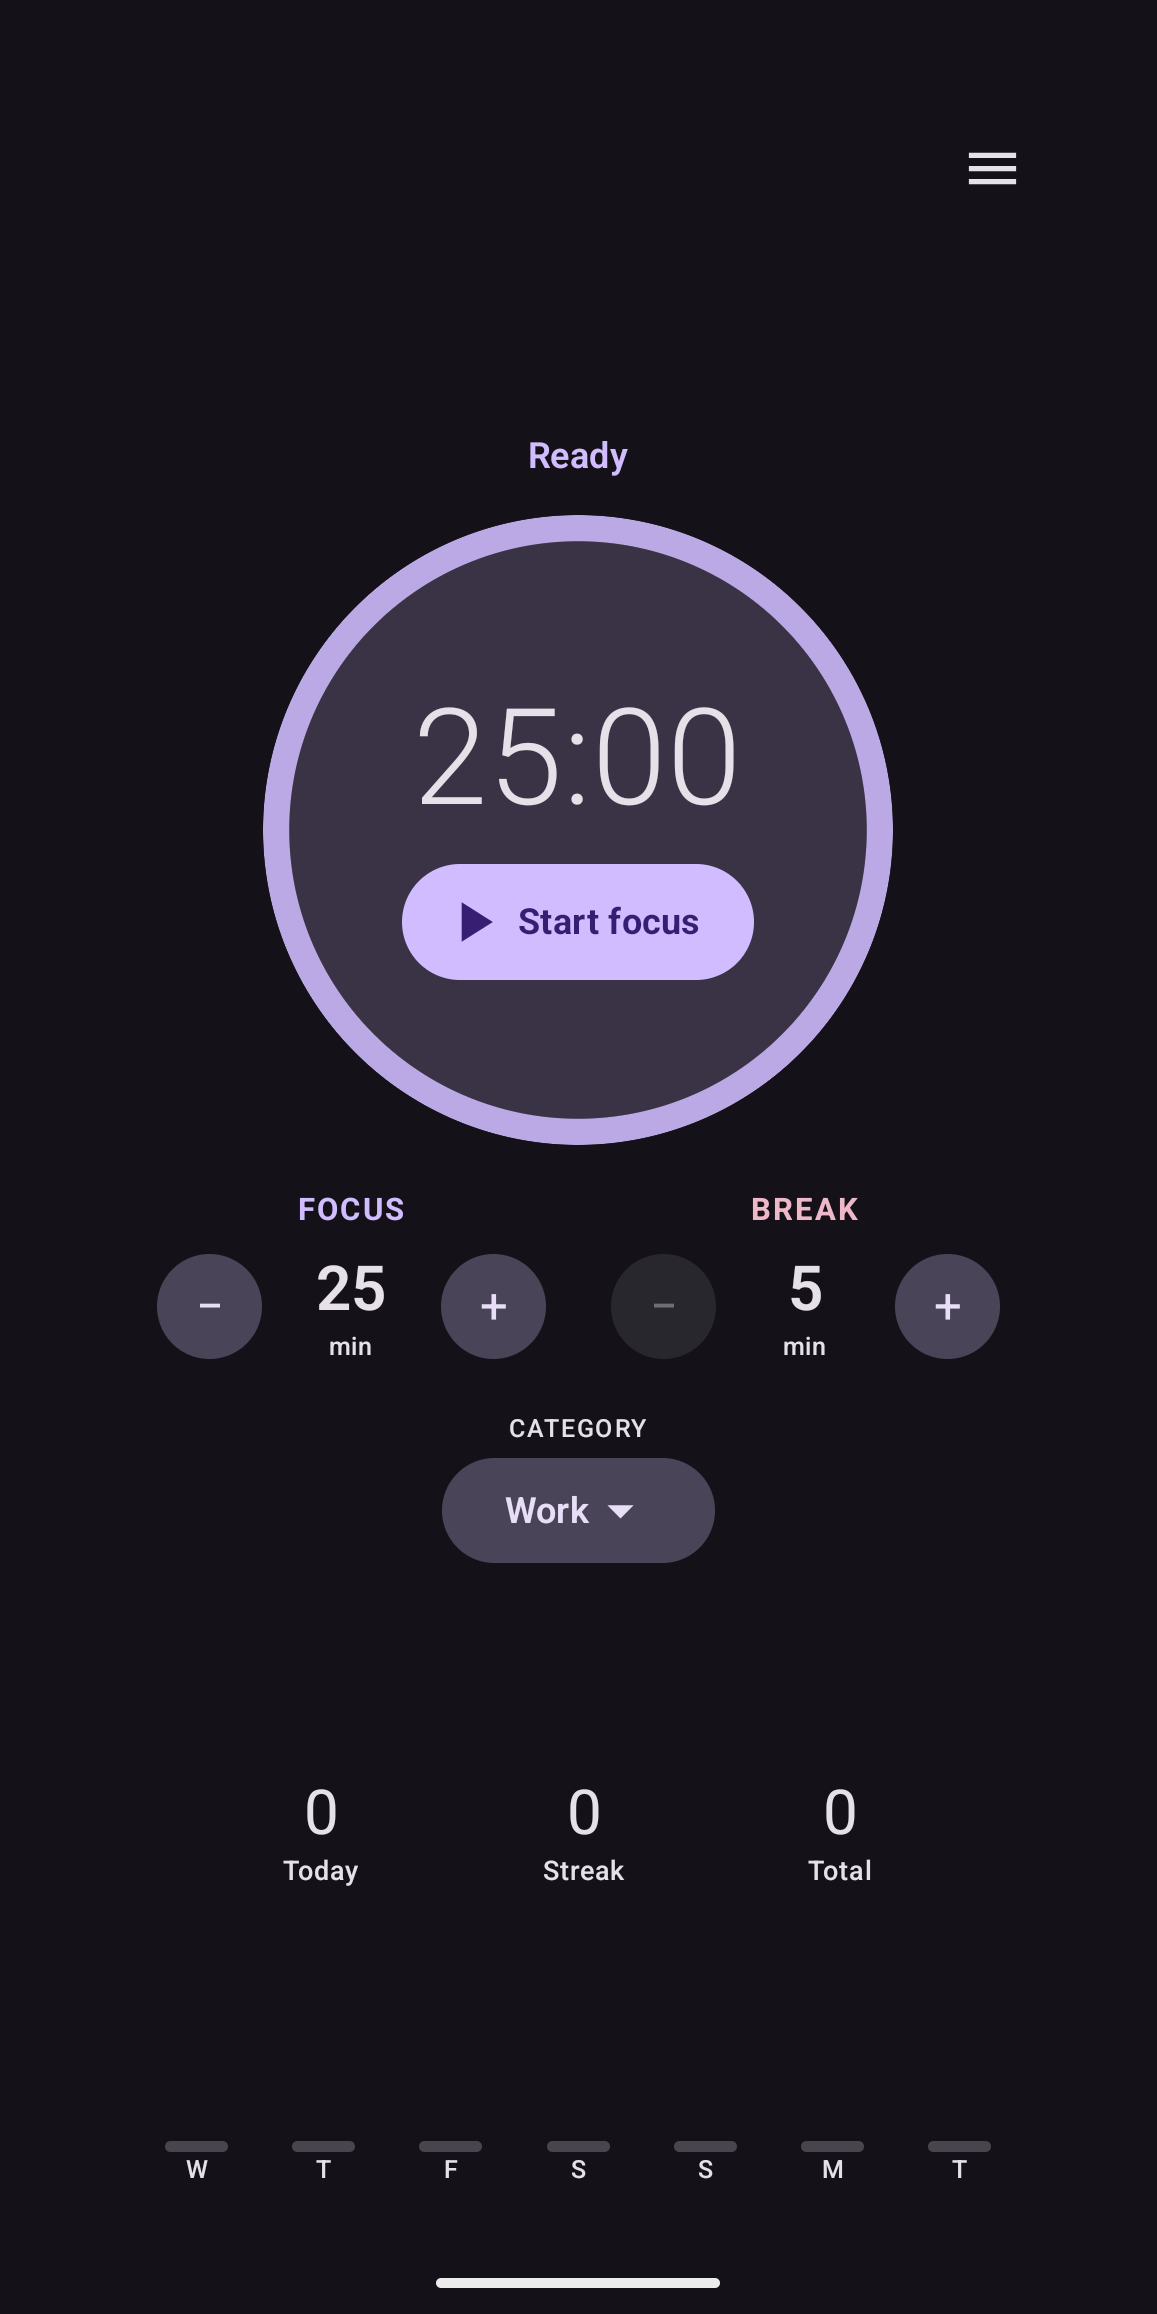 Ready
25:00
Start focus
FOCUS BREAK
− 25 + − 5 +
min min
CATEGORY
Work
0 0 0
Today Streak Total
W T F S S M T